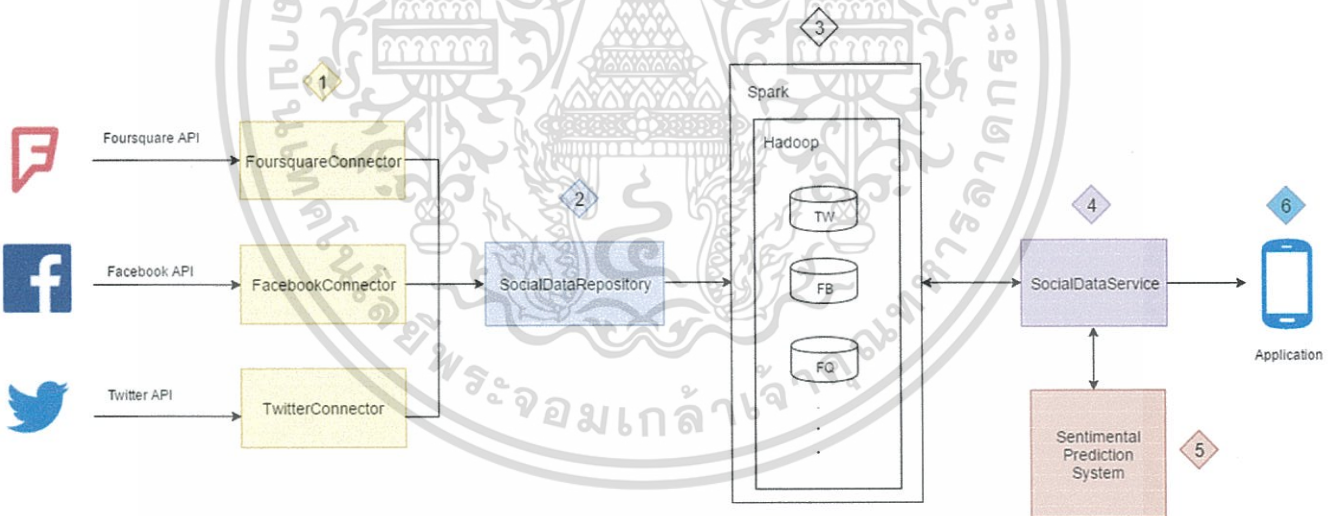 3
1
Spark
Foursquare API
FoursquareConnector
Hadoop
2
TW
4
6
Facebook API
FacebookConnector
SocialDataRepository
FB
SocialDataService
Application
FQ
Twitter API
TwitterConnector
Sentimental
Prediction
System
5